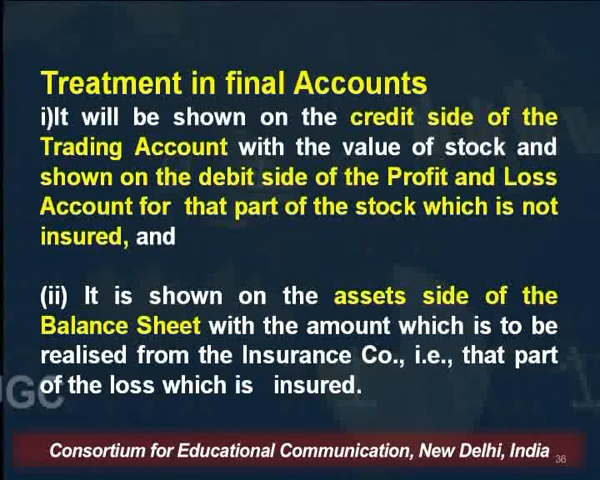 Treatment in final Accounts
i)It will be shown on the credit side of the
Trading Account with the value of stock and
shown on the debit side of the Profit and Loss
Account for that part of the stock which is not
insured, and
(ii) It is shown on the assets side of the
Balance Sheet with the amount which is to be
realised from the Insurance Co., i.e., that part
of the loss which is insured.
UGC
Consortium for Educational Communication, New Delhi, India
36